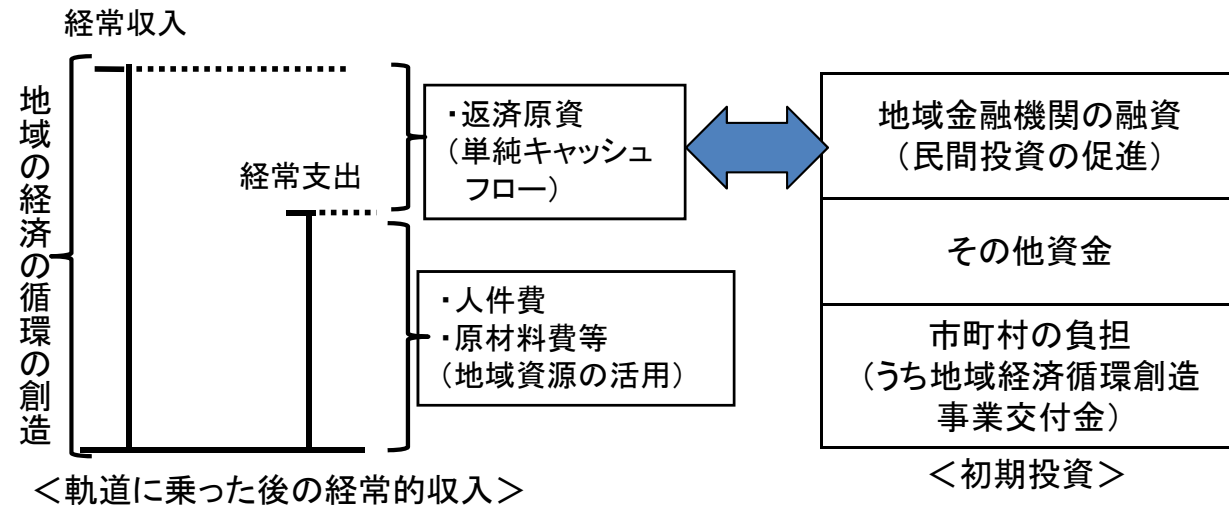 経常収入
地域の経済の循環の創造
経常支出
・返済原資
（単純キャッシュ
フロー）
・人件費
・原材料費等
（地域資源の活用）
＜軌道に乗った後の経常的収入＞
地域金融機関の融資
（民間投資の促進）
その他資金
市町村の負担
（うち地域経済循環創造
事業交付金）
＜初期投資＞